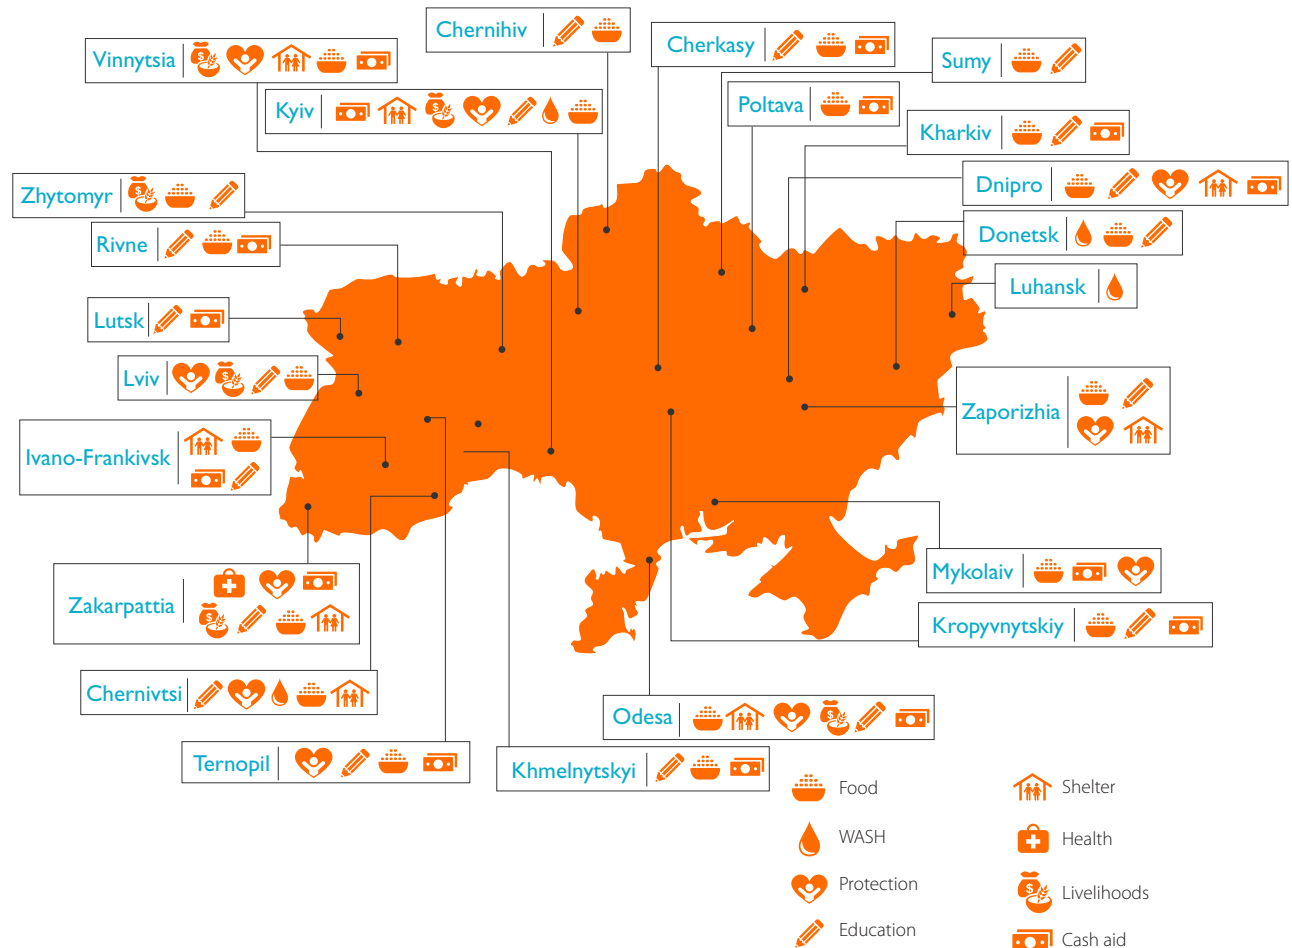 Chernihiv
Cherkasy
Sumy
Vinnytsia
$
Kyiv
$
Poltava
Kharkiv
Zhytomyr
$
Dnipro
Rivne
Donetsk
Luhansk
Lutsk
Lviv
$
Zaporizhia
Ivano-Frankivsk
Mykolaiv
Zakarpattia
$
Kropyvnytskiy
Chernivtsi
Odesa
$
Ternopil
Khmelnytskyi
Food
Shelter
WASH
Health
Protection
$
Livelihoods
Education
Cash aid